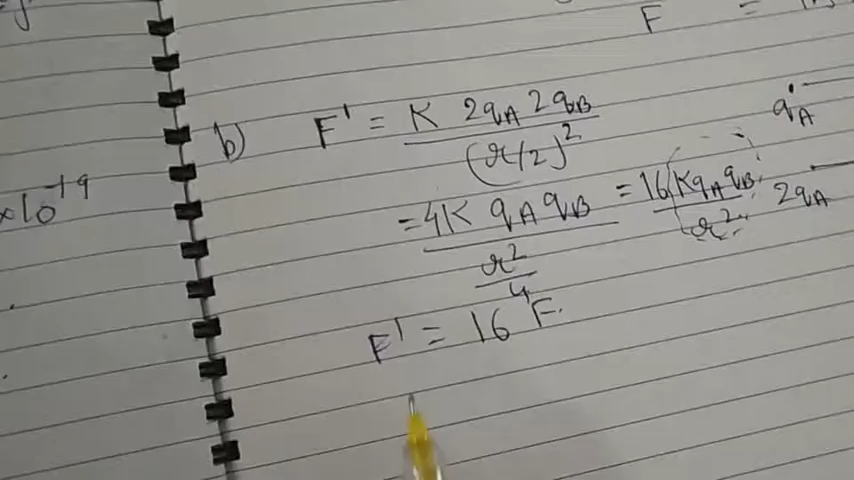 F =
b) F' = K 2qA 2qB / (r/2)²
qA
×10⁻¹⁹
= 4K qA qB / (r²/4) = 16 K qA qB / r²
2qA
F' = 16 F.